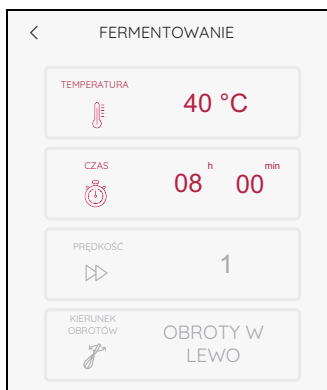 FERMENTOWANIE
TEMPERATURA
40 °C
CZAS
08 h 00 min
PRĘDKOŚĆ
1
KIERUNEK
OBROTÓW
OBROTY W
LEWO